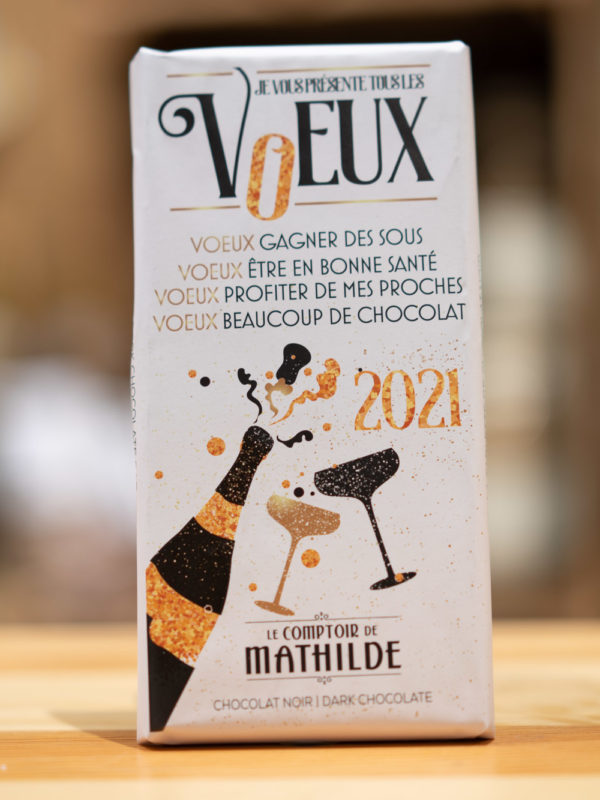 JE VOUS PRÉSENTE TOUS LES
VOEUX
VOEUX GAGNER DES SOUS
VOEUX ÊTRE EN BONNE SANTÉ
VOEUX PROFITER DE MES PROCHES
VOEUX BEAUCOUP DE CHOCOLAT
2021
LE COMPTOIR DE
MATHILDE
CHOCOLAT NOIR | DARK CHOCOLATE